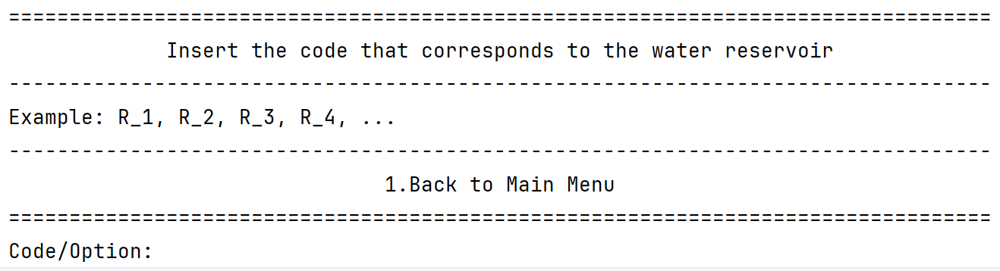 =================================================================================
Insert the code that corresponds to the water reservoir
---------------------------------------------------------------------------------
Example: R_1, R_2, R_3, R_4, ...
---------------------------------------------------------------------------------
1.Back to Main Menu
=================================================================================
Code/Option: